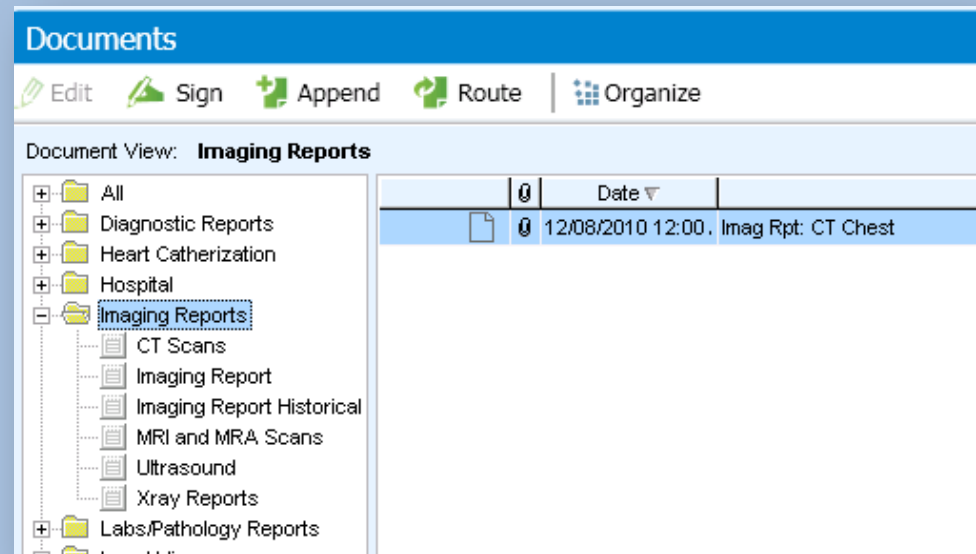 Documents
Edit Sign Append Route Organize
Document View: Imaging Reports
All
Diagnostic Reports
Heart Catherization
Hospital
Imaging Reports
CT Scans
Imaging Report
Imaging Report Historical
MRI and MRA Scans
Ultrasound
Xray Reports
Labs/Pathology Reports
Date
12/08/2010 12:00. Imag Rpt: CT Chest